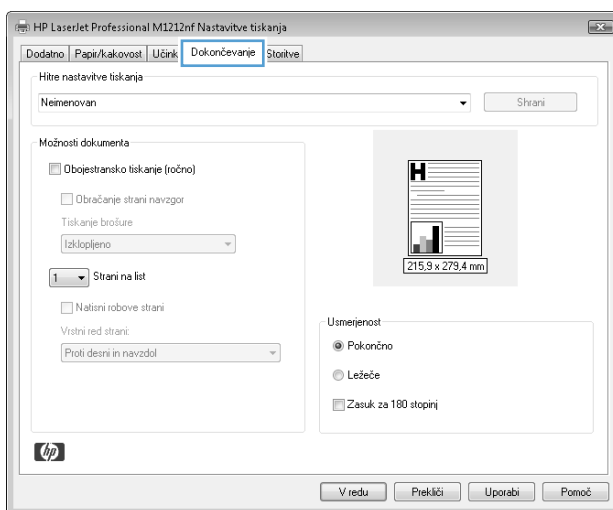 HP LaserJet Professional M1212nf Nastavitve tiskanja
Dodatno Papir/kakovost Učink Dokončevanje Storitve
Hitre nastavitve tiskanja
Neimenovan Shrani
Možnosti dokumenta
Obojestransko tiskanje (ročno)
Obračanje strani navzgor
Tiskanje brošure
Izklopljeno
1 Strani na list
Natisni robove strani
Vrstni red strani:
Proti desni in navzdol
H
215,9 x 279,4 mm
Usmerjenost
Pokončno
Ležeče
Zasuk za 180 stopinj
hp
V redu Prekliči Uporabi Pomoč